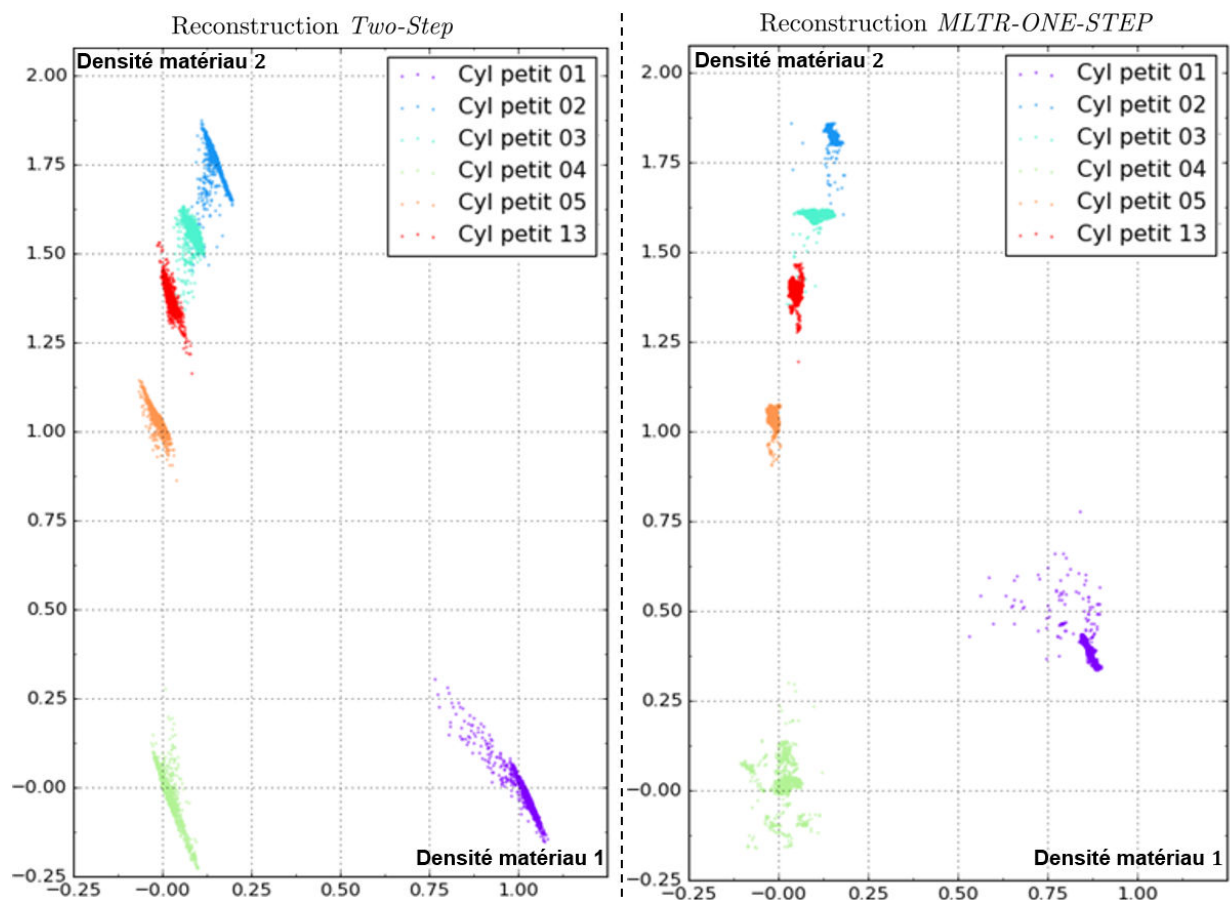 Reconstruction Two-Step
Densité matériau 2
Cyl petit 01
Cyl petit 02
Cyl petit 03
Cyl petit 04
Cyl petit 05
Cyl petit 13
2.00
1.75
1.50
1.25
1.00
0.75
0.50
0.25
−0.00
−0.25
Densité matériau 1
−0.25 −0.00 0.25 0.50 0.75 1.00
Reconstruction MLTR-ONE-STEP
Densité matériau 2
Cyl petit 01
Cyl petit 02
Cyl petit 03
Cyl petit 04
Cyl petit 05
Cyl petit 13
2.00
1.75
1.50
1.25
1.00
0.75
0.50
0.25
−0.00
−0.25
Densité matériau 1
−0.25 −0.00 0.25 0.50 0.75 1.00